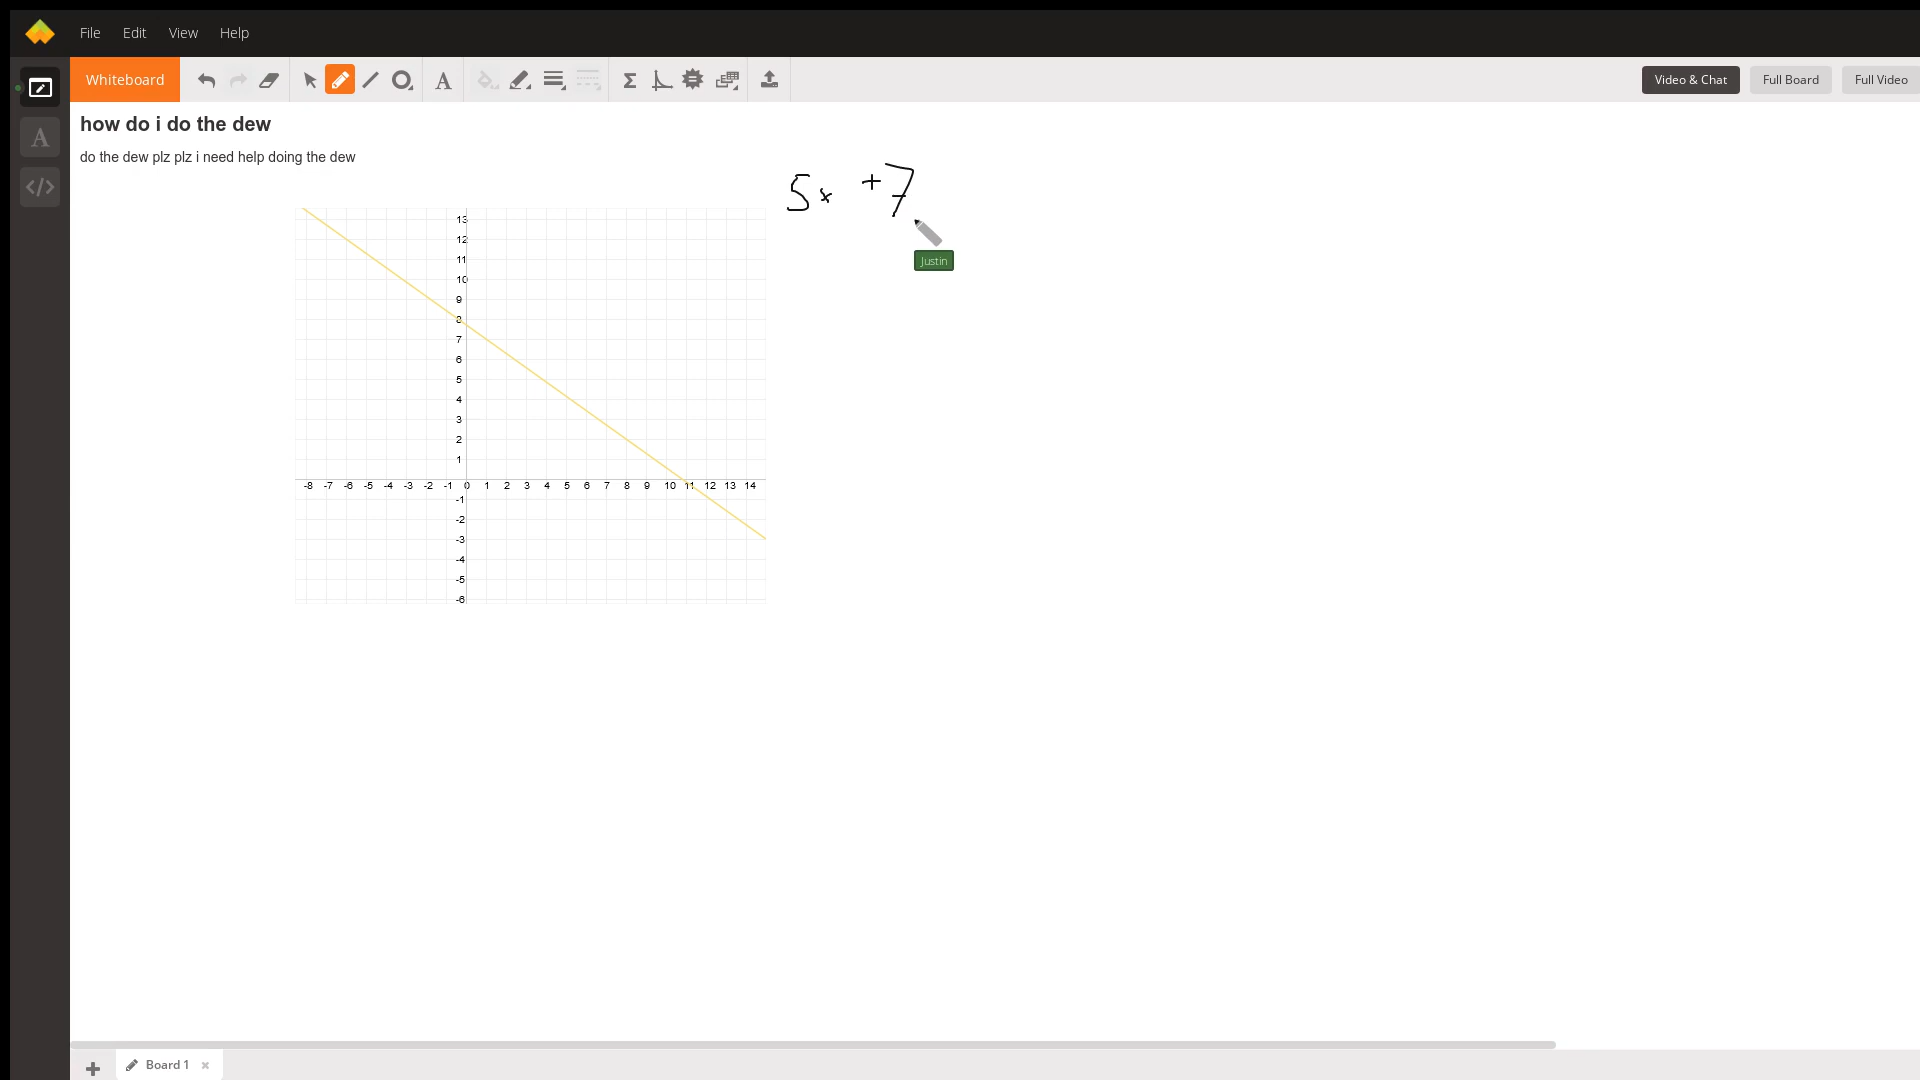 File Edit View Help
Whiteboard A Σ Video & Chat Full Board Full Video
A
</>
how do i do the dew
do the dew plz plz i need help doing the dew
5x +7
Justin
13
12
11
10
9
8
7
6
5
4
3
2
1
-8 -7 -6 -5 -4 -3 -2 -1 0 1 2 3 4 5 6 7 8 9 10 11 12 13 14
-1
-2
-3
-4
-5
-6
Board 1